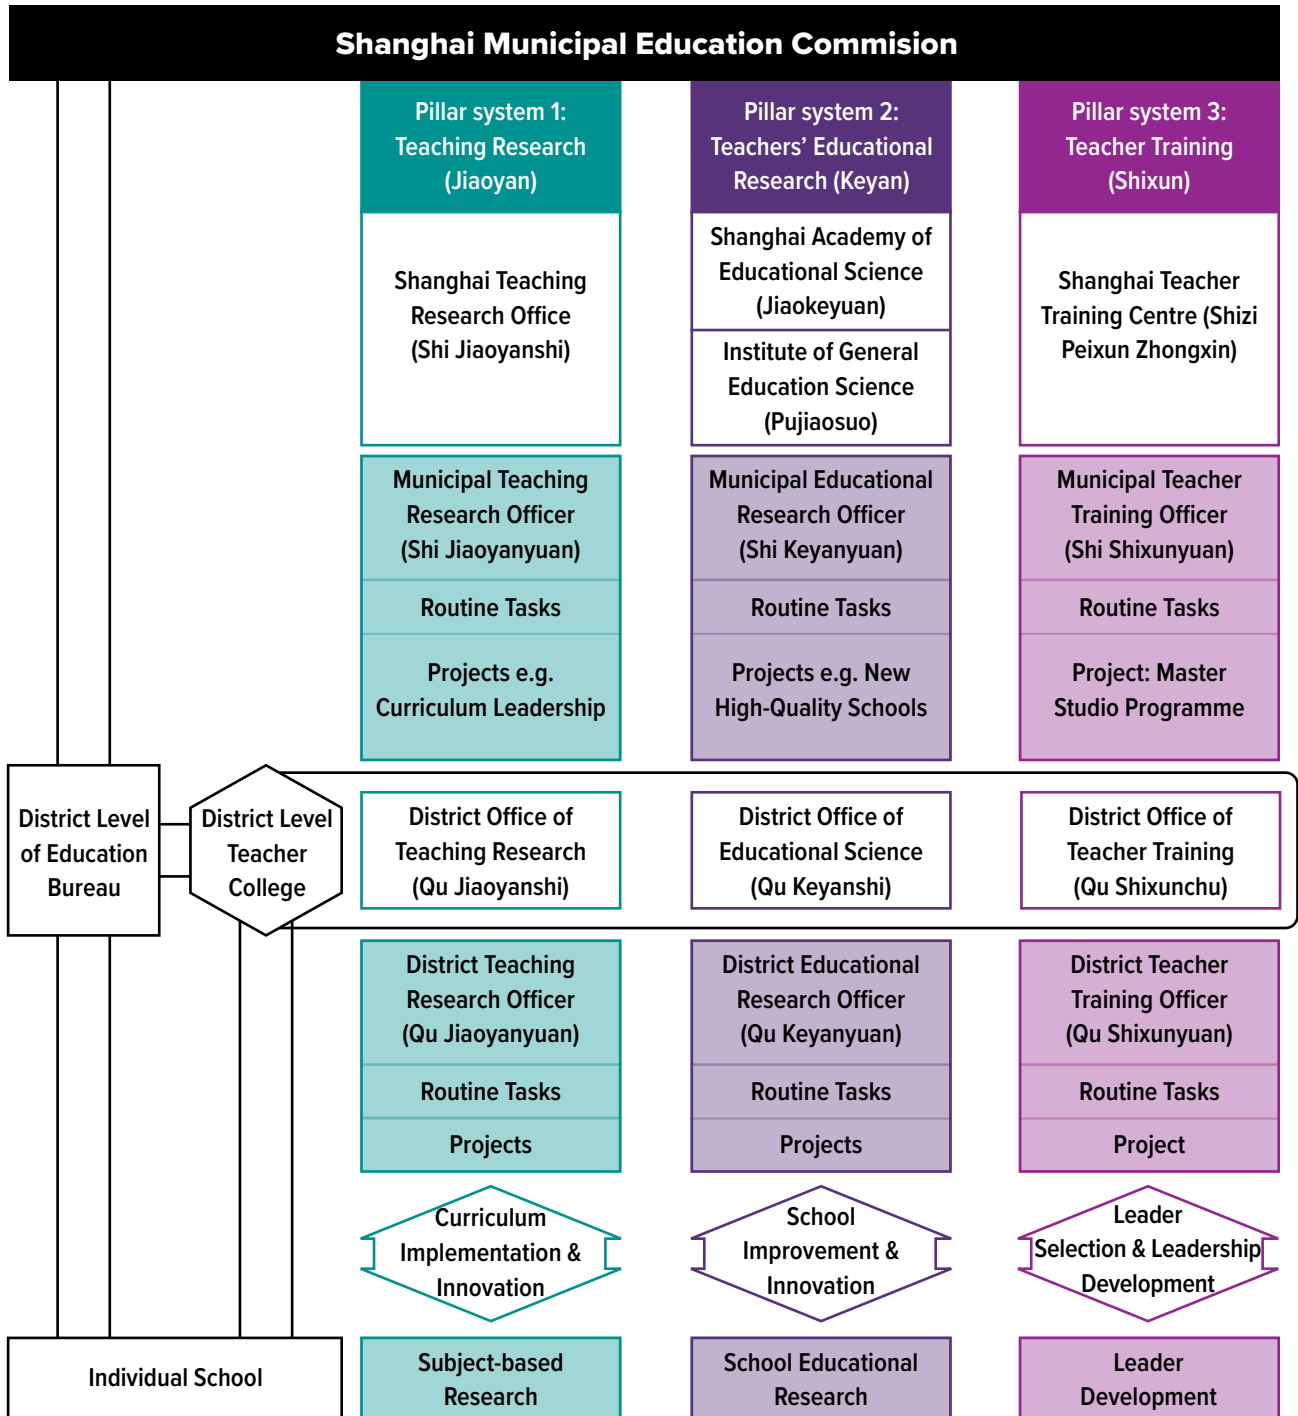 Shanghai Municipal Education Commision
Pillar system 1:
Teaching Research
(Jiaoyan)
Pillar system 2:
Teachers’ Educational
Research (Keyan)
Pillar system 3:
Teacher Training
(Shixun)
Shanghai Teaching
Research Office
(Shi Jiaoyanshi)
Shanghai Academy of
Educational Science
(Jiaokeyuan)
Institute of General
Education Science
(Pujiaosuo)
Shanghai Teacher
Training Centre (Shizi
Peixun Zhongxin)
Municipal Teaching
Research Officer
(Shi Jiaoyanyuan)
Routine Tasks
Projects e.g.
Curriculum Leadership
Municipal Educational
Research Officer
(Shi Keyanyuan)
Routine Tasks
Projects e.g. New
High-Quality Schools
Municipal Teacher
Training Officer
(Shi Shixunyuan)
Routine Tasks
Project: Master
Studio Programme
District Level
of Education
Bureau
District Level
Teacher
College
District Office of
Teaching Research
(Qu Jiaoyanshi)
District Office of
Educational Science
(Qu Keyanshi)
District Office of
Teacher Training
(Qu Shixunchu)
District Teaching
Research Officer
(Qu Jiaoyanyuan)
Routine Tasks
Projects
District Educational
Research Officer
(Qu Keyanyuan)
Routine Tasks
Projects
District Teacher
Training Officer
(Qu Shixunyuan)
Routine Tasks
Project
Curriculum
Implementation &
Innovation
School
Improvement &
Innovation
Leader
Selection & Leadership
Development
Individual School
Subject-based
Research
School Educational
Research
Leader
Development